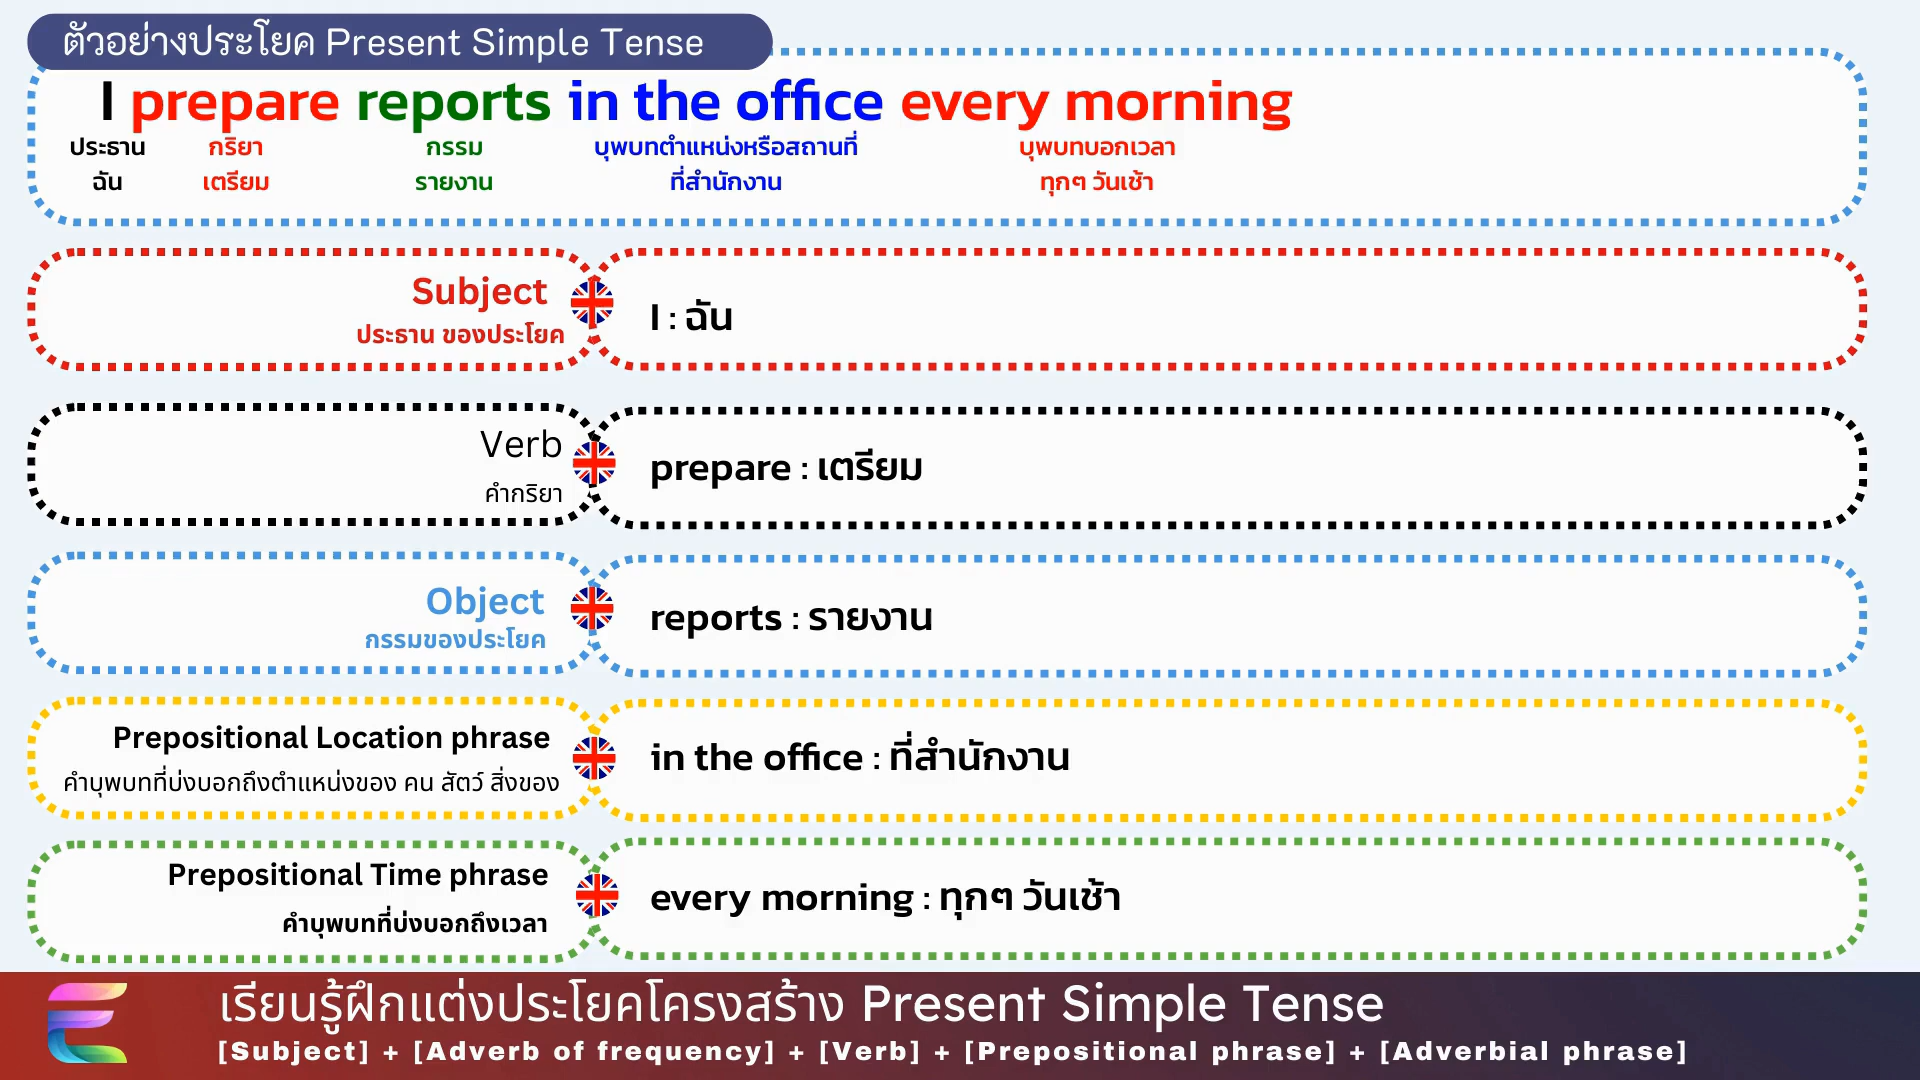 ตัวอย่างประโยค Present Simple Tense
I prepare reports in the office every morning
ประธาน กริยา กรรม บุพบทตำแหน่งหรือสถานที่ บุพบทบอกเวลา
ฉัน เตรียม รายงาน ที่สำนักงาน ทุกๆ วันเช้า
Subject
ประธาน ของประโยค
I : ฉัน
Verb
คำกริยา
prepare : เตรียม
Object
กรรมของประโยค
reports : รายงาน
Prepositional Location phrase
คำบุพบทที่บ่งบอกถึงตำแหน่งของ คน สัตว์ สิ่งของ
in the office : ที่สำนักงาน
Prepositional Time phrase
คำบุพบทที่บ่งบอกถึงเวลา
every morning : ทุกๆ วันเช้า
เรียนรู้ฝึกแต่งประโยคโครงสร้าง Present Simple Tense
[Subject] + [Adverb of frequency] + [Verb] + [Prepositional phrase] + [Adverbial phrase]